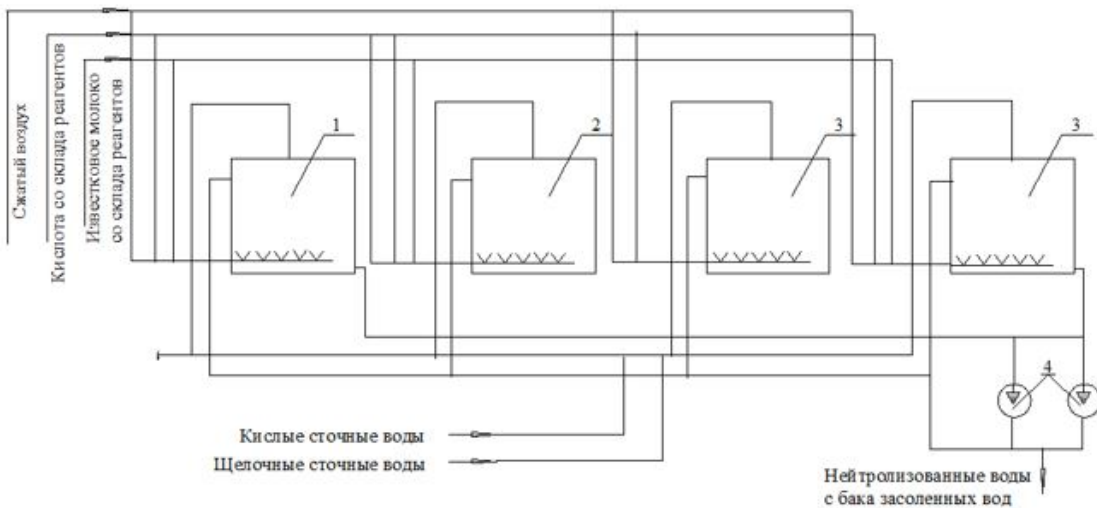 Сжатый воздух
Кислота со склада реагентов
Известковое молоко
со склада реагентов
1
2
3
3
4
Кислые сточные воды
Щелочные сточные воды
Нейтролизованные воды
с бака засоленных вод